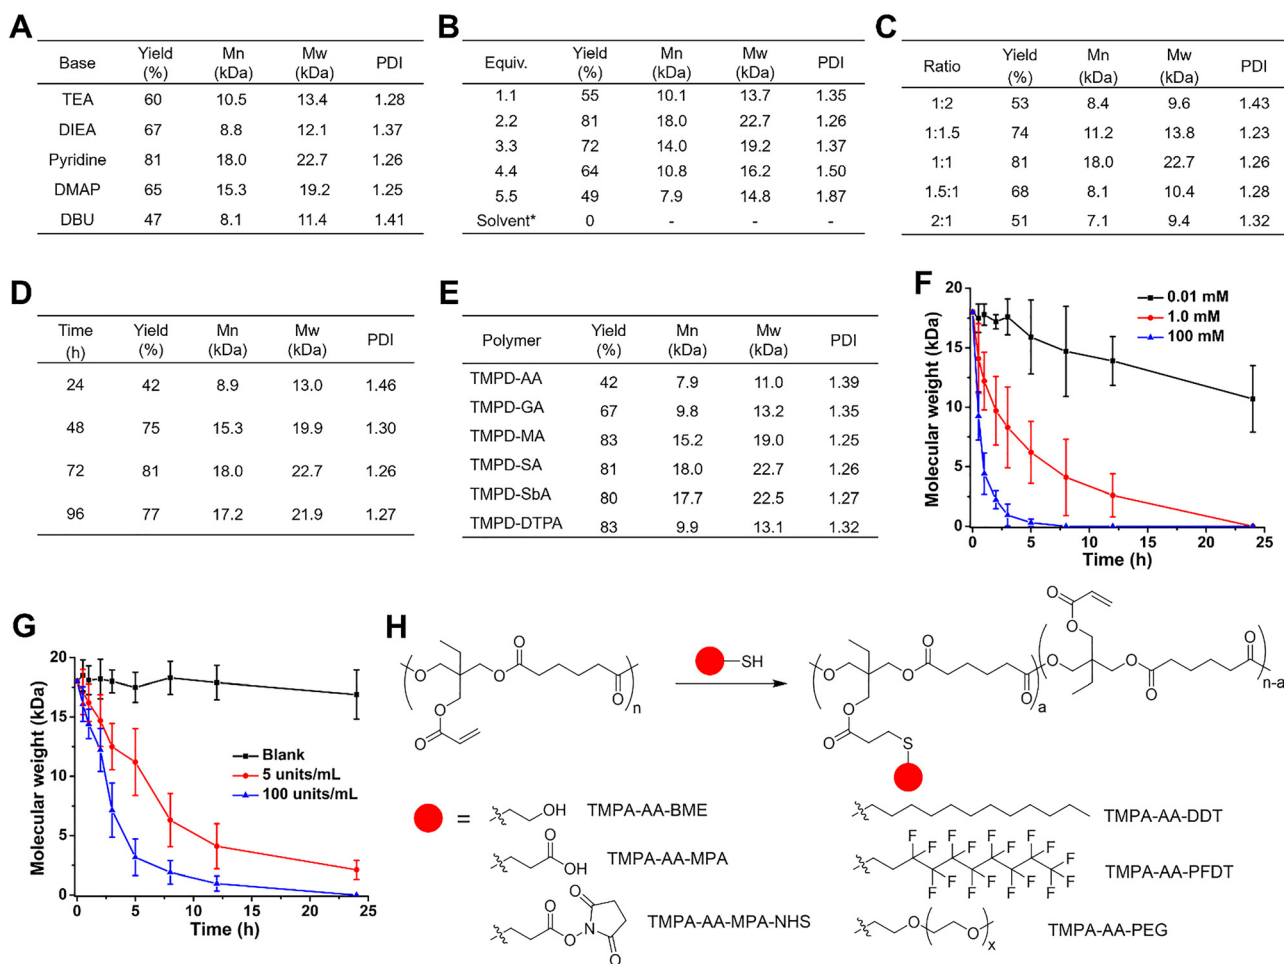 A
Base Yield (%) Mn (kDa) Mw (kDa) PDI
TEA 60 10.5 13.4 1.28
DIEA 67 8.8 12.1 1.37
Pyridine 81 18.0 22.7 1.26
DMAP 65 15.3 19.2 1.25
DBU 47 8.1 11.4 1.41
B
Equiv. Yield (%) Mn (kDa) Mw (kDa) PDI
1.1 55 10.1 13.7 1.35
2.2 81 18.0 22.7 1.26
3.3 72 14.0 19.2 1.37
4.4 64 10.8 16.2 1.50
5.5 49 7.9 14.8 1.87
Solvent* 0 - - -
C
Ratio Yield (%) Mn (kDa) Mw (kDa) PDI
1:2 53 8.4 9.6 1.43
1:1.5 74 11.2 13.8 1.23
1:1 81 18.0 22.7 1.26
1.5:1 68 8.1 10.4 1.28
2:1 51 7.1 9.4 1.32
D
Time (h) Yield (%) Mn (kDa) Mw (kDa) PDI
24 42 8.9 13.0 1.46
48 75 15.3 19.9 1.30
72 81 18.0 22.7 1.26
96 77 17.2 21.9 1.27
E
Polymer Yield (%) Mn (kDa) Mw (kDa) PDI
TMPD-AA 42 7.9 11.0 1.39
TMPD-GA 67 9.8 13.2 1.35
TMPD-MA 83 15.2 19.0 1.25
TMPD-SA 81 18.0 22.7 1.26
TMPD-SbA 80 17.7 22.5 1.27
TMPD-DTPA 83 9.9 13.1 1.32
F
Molecular weight (kDa)
20
15
10
5
0
0.01 mM
1.0 mM
100 mM
0 5 10 15 20 25
Time (h)
G
Molecular weight (kDa)
20
15
10
5
0
Blank
5 units/mL
100 units/mL
0 5 10 15 20 25
Time (h)
H
O O O O O O n
SH
O O O O O O S a
O O O O O O n-a
=
OH TMPA-AA-BME
O OH TMPA-AA-MPA
O O N O O TMPA-AA-MPA-NHS
TMPA-AA-DDT
F F F F F F F
F F F F F F TMPA-AA-PFDT
O O x TMPA-AA-PEG